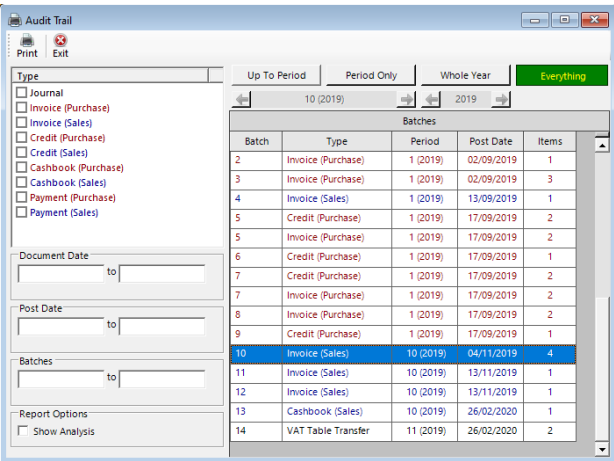 Audit Trail
Print Exit
Type
Journal
Invoice (Purchase)
Invoice (Sales)
Credit (Purchase)
Credit (Sales)
Cashbook (Purchase)
Cashbook (Sales)
Payment (Purchase)
Payment (Sales)
Document Date
to
Post Date
to
Batches
to
Report Options
Show Analysis
Up To Period Period Only Whole Year Everything
10 (2019) 2019
Batches
Batch Type Period Post Date Items
2 Invoice (Purchase) 1 (2019) 02/09/2019 1
3 Invoice (Purchase) 1 (2019) 02/09/2019 3
4 Invoice (Sales) 1 (2019) 13/09/2019 1
5 Credit (Purchase) 1 (2019) 17/09/2019 2
5 Invoice (Purchase) 1 (2019) 17/09/2019 2
6 Credit (Purchase) 1 (2019) 17/09/2019 1
7 Credit (Purchase) 1 (2019) 17/09/2019 2
7 Invoice (Purchase) 1 (2019) 17/09/2019 2
8 Invoice (Purchase) 1 (2019) 17/09/2019 2
9 Credit (Purchase) 1 (2019) 17/09/2019 1
10 Invoice (Sales) 10 (2019) 04/11/2019 4
11 Invoice (Sales) 10 (2019) 13/11/2019 1
12 Invoice (Sales) 10 (2019) 13/11/2019 1
13 Cashbook (Sales) 10 (2019) 26/02/2020 1
14 VAT Table Transfer 11 (2019) 26/02/2020 2